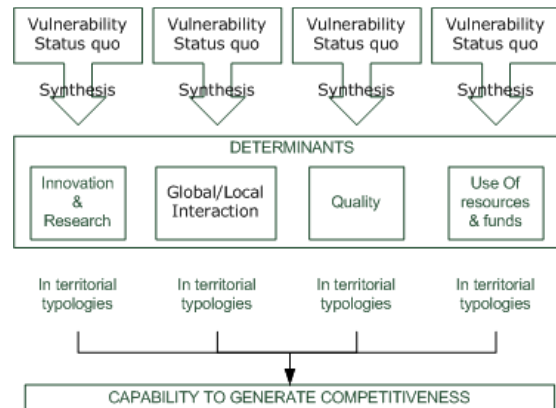 Vulnerability
Status quo
Synthesis
Vulnerability
Status quo
Synthesis
Vulnerability
Status quo
Synthesis
Vulnerability
Status quo
Synthesis
DETERMINANTS
Innovation
&
Research
Global/Local
Interaction
Quality
Use Of
resources
& funds
In territorial
typologies
In territorial
typologies
In territorial
typologies
In territorial
typologies
CAPABILITY TO GENERATE COMPETITIVENESS